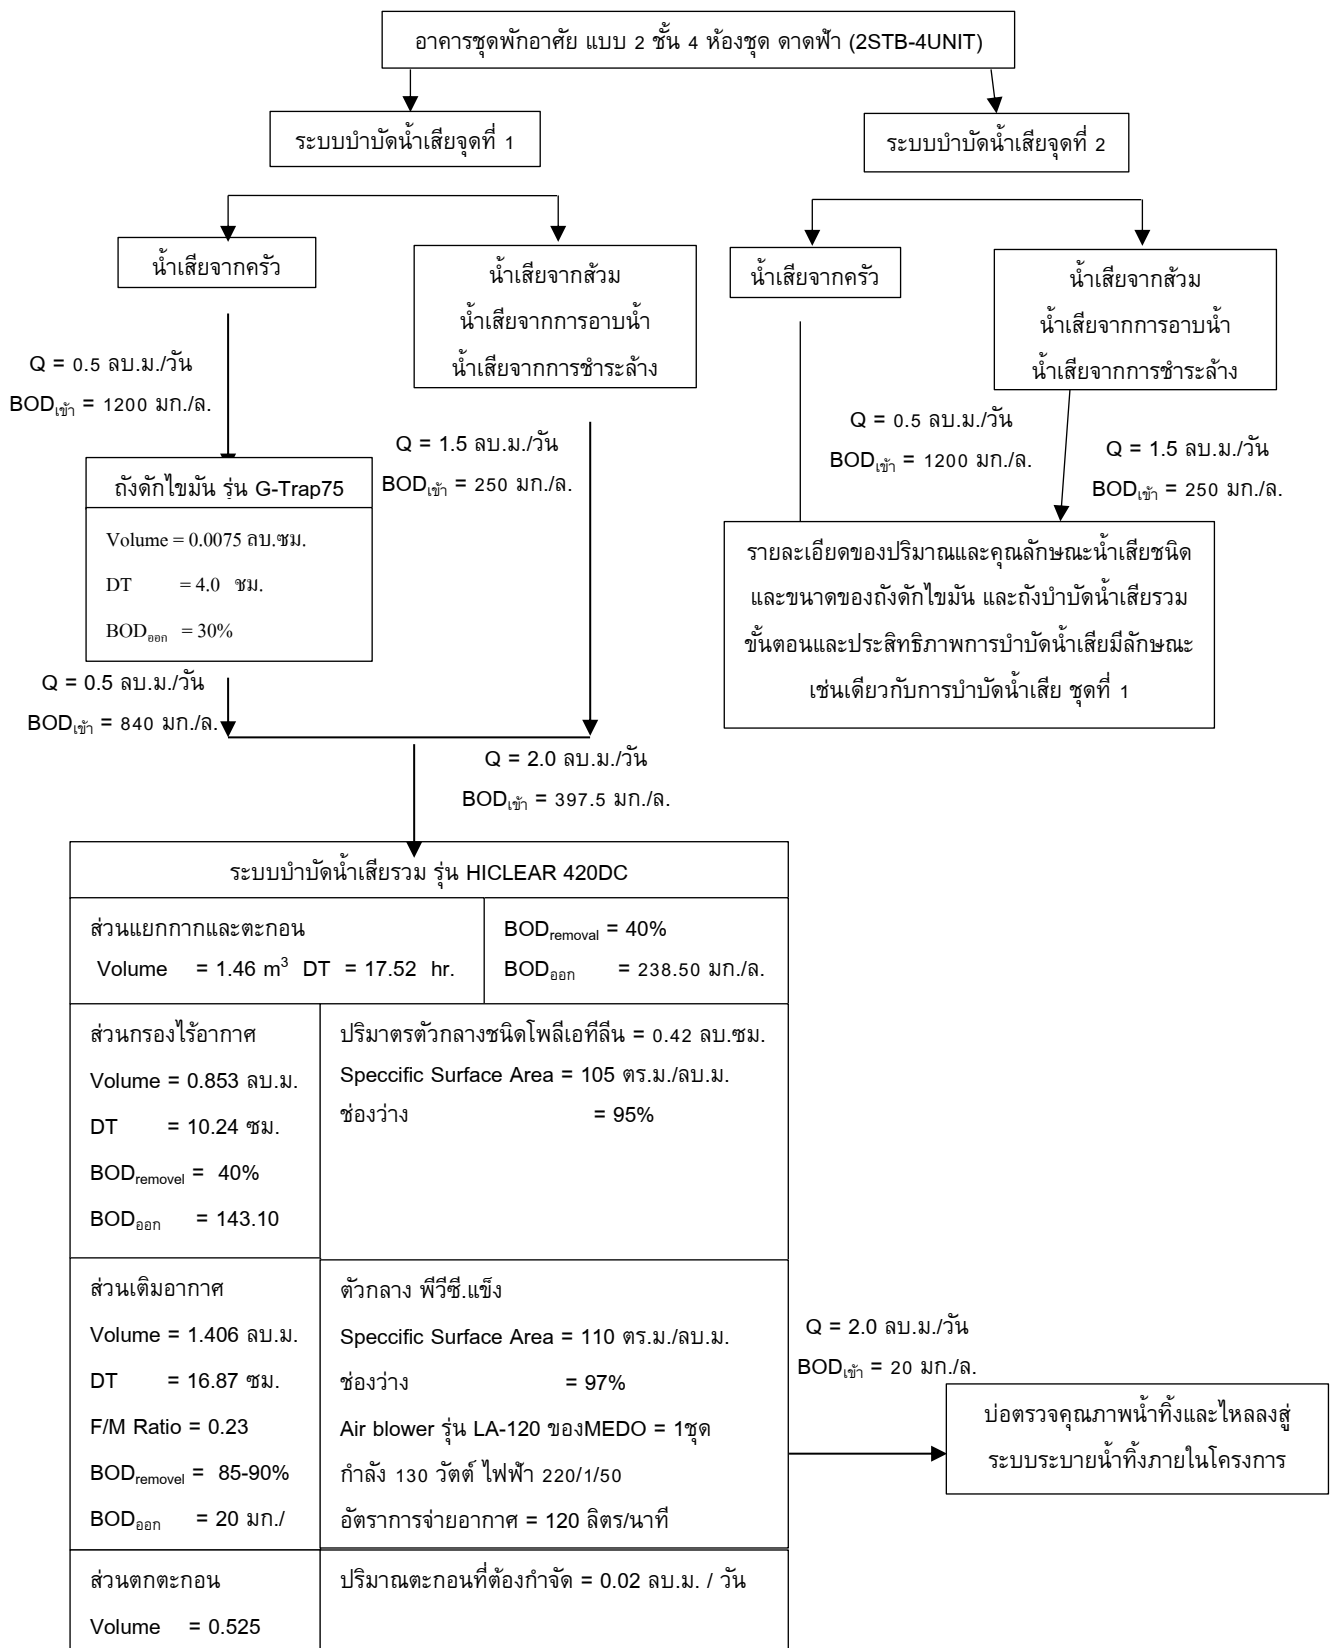 อาคารชุดพักอาศัย แบบ 2 ชั้น 4 ห้องชุด ดาดฟ้า (2STB-4UNIT)
ระบบบำบัดน้ำเสียจุดที่ 1
ระบบบำบัดน้ำเสียจุดที่ 2
น้ำเสียจากครัว
น้ำเสียจากส้วม
น้ำเสียจากการอาบน้ำ
น้ำเสียจากการชำระล้าง
น้ำเสียจากครัว
น้ำเสียจากส้วม
น้ำเสียจากการอาบน้ำ
น้ำเสียจากการชำระล้าง
Q = 0.5 ลบ.ม./วัน
BODเข้า = 1200 มก./ล.
Q = 1.5 ลบ.ม./วัน
BODเข้า = 250 มก./ล.
Q = 0.5 ลบ.ม./วัน
BODเข้า = 1200 มก./ล.
Q = 1.5 ลบ.ม./วัน
BODเข้า = 250 มก./ล.
ถังดักไขมัน รุ่น G-Trap75
Volume = 0.0075 ลบ.ซม.
DT = 4.0 ชม.
BODออก = 30%
รายละเอียดของปริมาณและคุณลักษณะน้ำเสียชนิด
และขนาดของถังดักไขมัน และถังบำบัดน้ำเสียรวม
ขั้นตอนและประสิทธิภาพการบำบัดน้ำเสียมีลักษณะ
เช่นเดียวกับการบำบัดน้ำเสีย ชุดที่ 1
Q = 0.5 ลบ.ม./วัน
BODเข้า = 840 มก./ล.
Q = 2.0 ลบ.ม./วัน
BODเข้า = 397.5 มก./ล.
ระบบบำบัดน้ำเสียรวม รุ่น HICLEAR 420DC
ส่วนแยกกากและตะกอน
Volume = 1.46 m³ DT = 17.52 hr.
BODremoval = 40%
BODออก = 238.50 มก./ล.
ส่วนกรองไร้อากาศ
Volume = 0.853 ลบ.ม.
DT = 10.24 ซม.
BODremovel = 40%
BODออก = 143.10
ปริมาตรตัวกลางชนิดโพลีเอทีลีน = 0.42 ลบ.ซม.
Speccific Surface Area = 105 ตร.ม./ลบ.ม.
ช่องว่าง = 95%
ส่วนเติมอากาศ
Volume = 1.406 ลบ.ม.
DT = 16.87 ซม.
F/M Ratio = 0.23
BODremovel = 85-90%
BODออก = 20 มก./
ตัวกลาง พีวีซี.แข็ง
Speccific Surface Area = 110 ตร.ม./ลบ.ม.
ช่องว่าง = 97%
Air blower รุ่น LA-120 ของMEDO = 1ชุด
กำลัง 130 วัตต์ ไฟฟ้า 220/1/50
อัตราการจ่ายอากาศ = 120 ลิตร/นาที
Q = 2.0 ลบ.ม./วัน
BODเข้า = 20 มก./ล.
บ่อตรวจคุณภาพน้ำทิ้งและไหลลงสู่
ระบบระบายน้ำทิ้งภายในโครงการ
ส่วนตกตะกอน
Volume = 0.525
ปริมาณตะกอนที่ต้องกำจัด = 0.02 ลบ.ม. / วัน